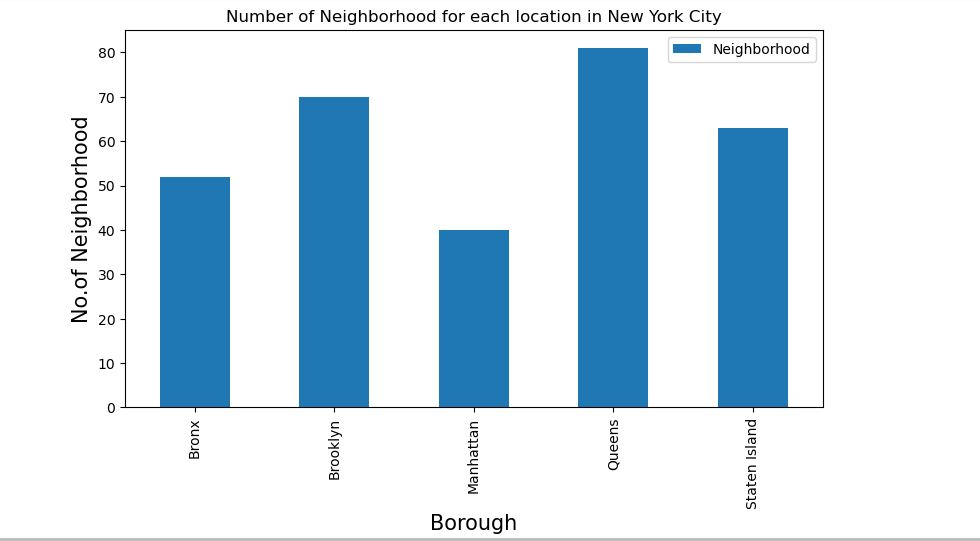 Number of Neighborhood for each location in New York City
Neighborhood
No.of Neighborhood
80
70
60
50
40
30
20
10
0
Bronx
Brooklyn
Manhattan
Queens
Staten Island
Borough